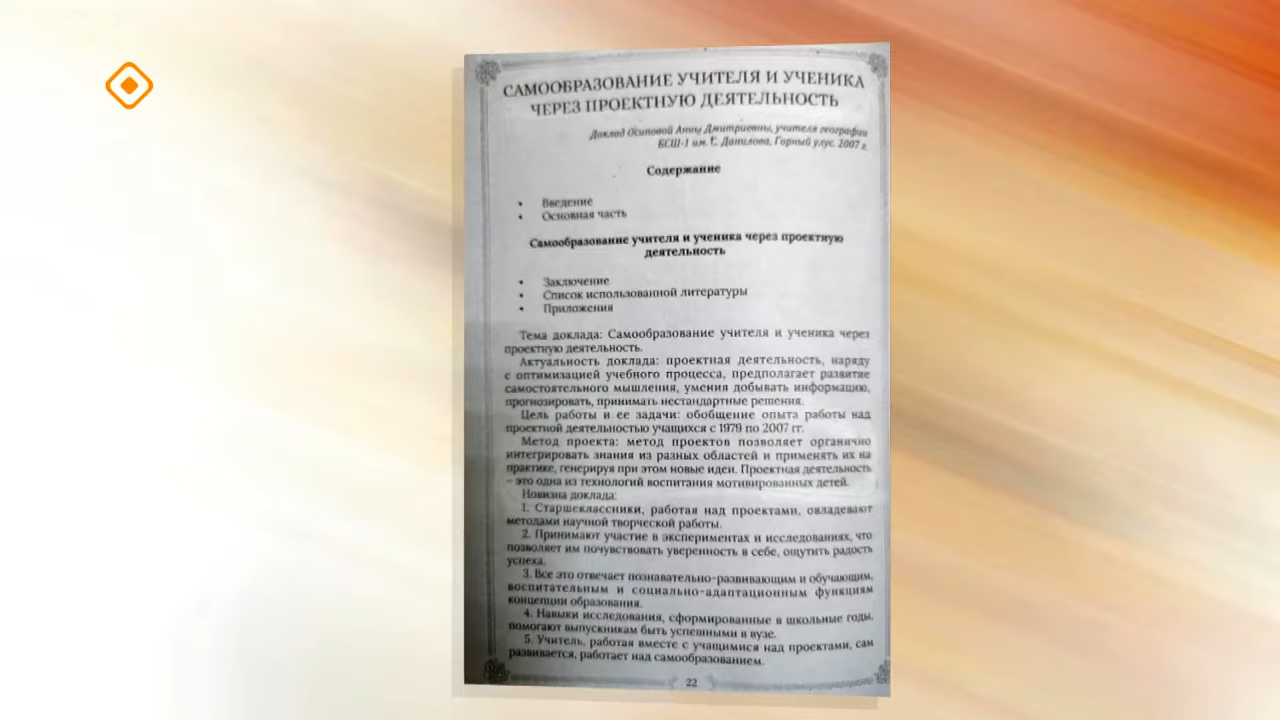 САМООБРАЗОВАНИЕ УЧИТЕЛЯ И УЧЕНИКА
ЧЕРЕЗ ПРОЕКТНУЮ ДЕЯТЕЛЬНОСТЬ
Доклад Осиповой Анны Дмитриевны, учителя географии
БСШ-1 им. Данилова, Горный улус. 2007 г.
Содержание
• Введение
• Основная часть
Самообразование учителя и ученика через проектную
деятельность
• Заключение
• Список использованной литературы
• Приложения
Тема доклада: Самообразование учителя и ученика через
проектную деятельность.
Актуальность доклада: проектная деятельность, наряду
с оптимизацией учебного процесса, предполагает развитие
самостоятельного мышления, умения добывать информацию,
прогнозировать, принимать нестандартные решения.
Цель работы и ее задачи: обобщение опыта работы над
проектной деятельностью учащихся с 1979 по 2007 гг.
Метод проекта: метод проектов позволяет органично
интегрировать знания из разных областей и применять их на
практике, генерируя при этом новые идеи. Проектная деятельность
– это одна из технологий воспитания мотивированных детей.
Новизна доклада:
1. Старшеклассники, работая над проектами, овладевают
методами научной творческой работы.
2. Принимают участие в экспериментах и исследованиях, что
позволяет им почувствовать уверенность в себе, ощутить радость
успеха.
3. Все это отвечает познавательно-развивающим и обучающим,
воспитательным и социально-адаптационным функциям
концепции образования.
4. Навыки исследования, сформированные в школьные годы,
помогают выпускникам быть успешными в вузе.
5. Учитель, работая вместе с учащимися над проектами, сам
развивается, работает над самообразованием.
22